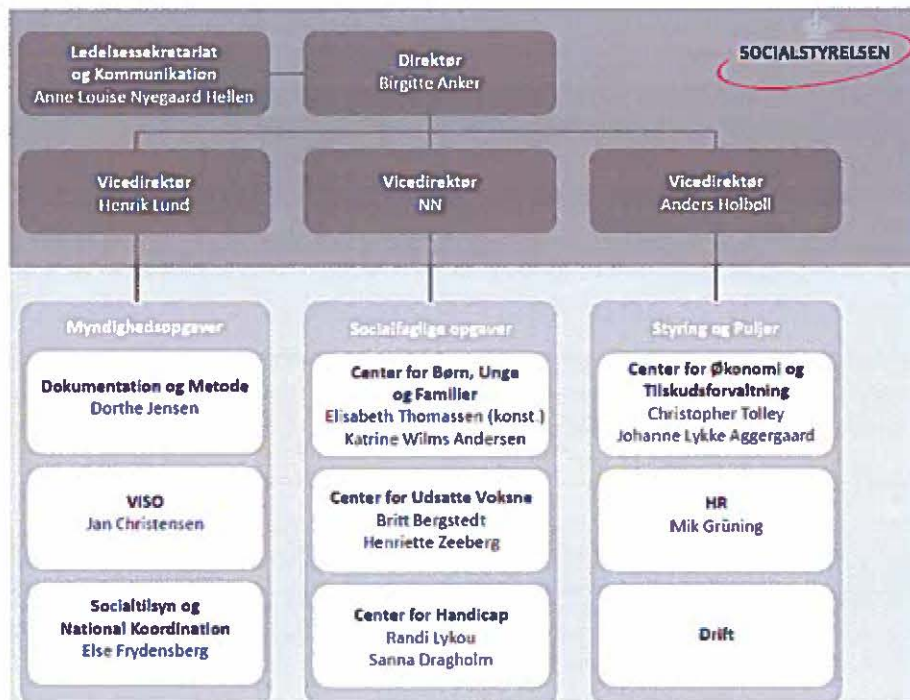 Ledelsessekretariat
og Kommunikation
Anne Louise Nyegaard Hellen
Direktør
Birgitte Anker
SOCIALSTYRELSEN
Vicedirektør
Henrik Lund
Vicedirektør
NN
Vicedirektør
Anders Holbøll
Myndighedsopgaver
Dokumentation og Metode
Dorthe Jensen
VISO
Jan Christensen
Socialtilsyn og
National Koordination
Else Frydensberg
Socialfaglige opgaver
Center for Børn, Unge
og Familier
Elisabeth Thomassen (konst.)
Katrine Wilms Andersen
Center for Udsatte Voksne
Britt Bergstedt
Henriette Zeeberg
Center for Handicap
Randi Lykou
Sanna Dragholm
Styring og Puljer
Center for Økonomi og
Tilskudsforvaltning
Christopher Tolley
Johanne Lykke Aggergaard
HR
Mik Grüning
Drift